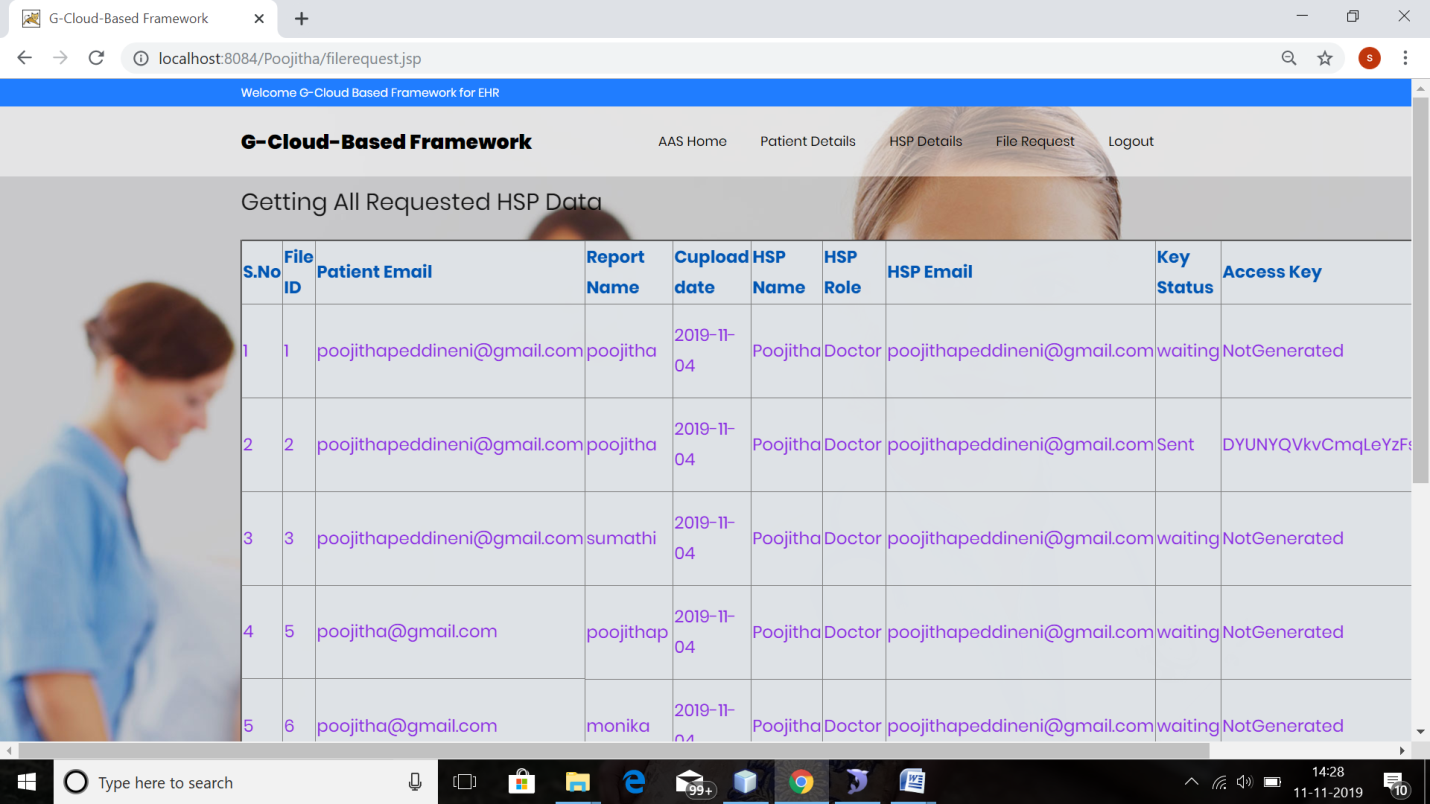 G-Cloud-Based Framework
localhost:8084/Poojitha/filerequest.jsp
S
Welcome G-Cloud Based Framework for EHR
G-Cloud-Based Framework AAS Home Patient Details HSP Details File Request Logout
Getting All Requested HSP Data
S.No File ID Patient Email Report Name Cupload date HSP Name HSP Role HSP Email Key Status Access Key
1 1 poojithapeddineni@gmail.com poojitha 2019-11-04 Poojitha Doctor poojithapeddineni@gmail.com waiting NotGenerated
2 2 poojithapeddineni@gmail.com poojitha 2019-11-04 Poojitha Doctor poojithapeddineni@gmail.com Sent DYUNYQVkvCmqLeYzFs
3 3 poojithapeddineni@gmail.com sumathi 2019-11-04 Poojitha Doctor poojithapeddineni@gmail.com waiting NotGenerated
4 5 poojitha@gmail.com poojithap 2019-11-04 Poojitha Doctor poojithapeddineni@gmail.com waiting NotGenerated
5 6 poojitha@gmail.com monika 2019-11-04 Poojitha Doctor poojithapeddineni@gmail.com waiting NotGenerated
Type here to search 99+ 14:28
11-11-2019 10